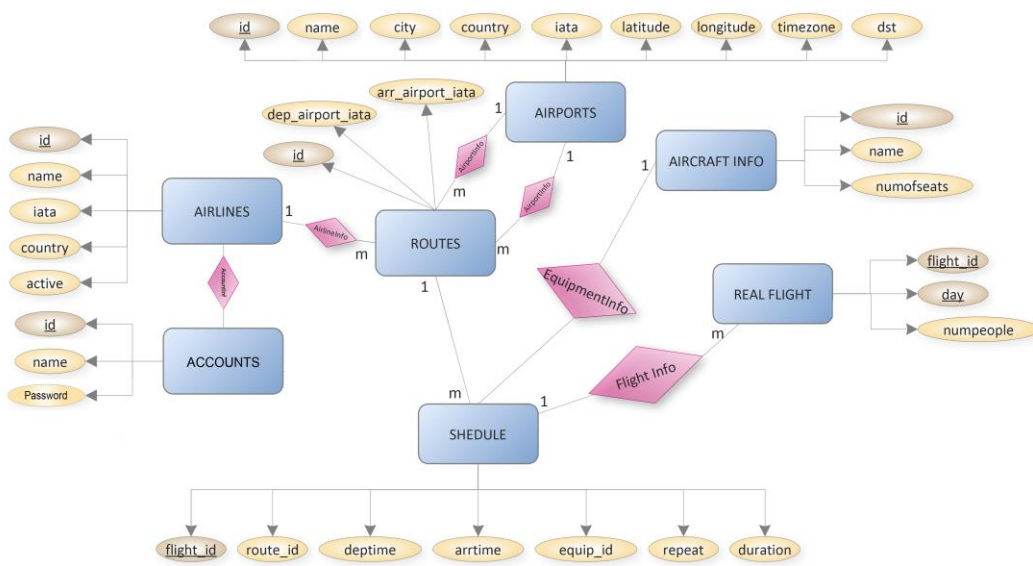 id
name
city
country
iata
latitude
longitude
timezone
dst
arr_airport_iata
dep_airport_iata
id
1
AIRPORTS
1
AirportInfo
m
AirportInfo
m
id
name
iata
country
active
AIRLINES
1
AirlineInfo
m
ROUTES
1
AccountInf
id
name
Password
ACCOUNTS
1
AIRCRAFT INFO
id
name
numofseats
EquipmentInfo
REAL FLIGHT
flight_id
day
numpeople
m
Flight Info
1
m
SHEDULE
flight_id
route_id
deptime
arrtime
equip_id
repeat
duration